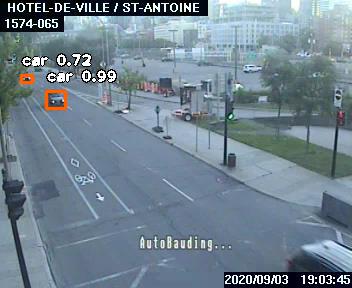 HOTEL-DE-VILLE / ST-ANTOINE
1574-065
car 0.72
car 0.99
AutoBauding...
2020/09/03 19:03:45